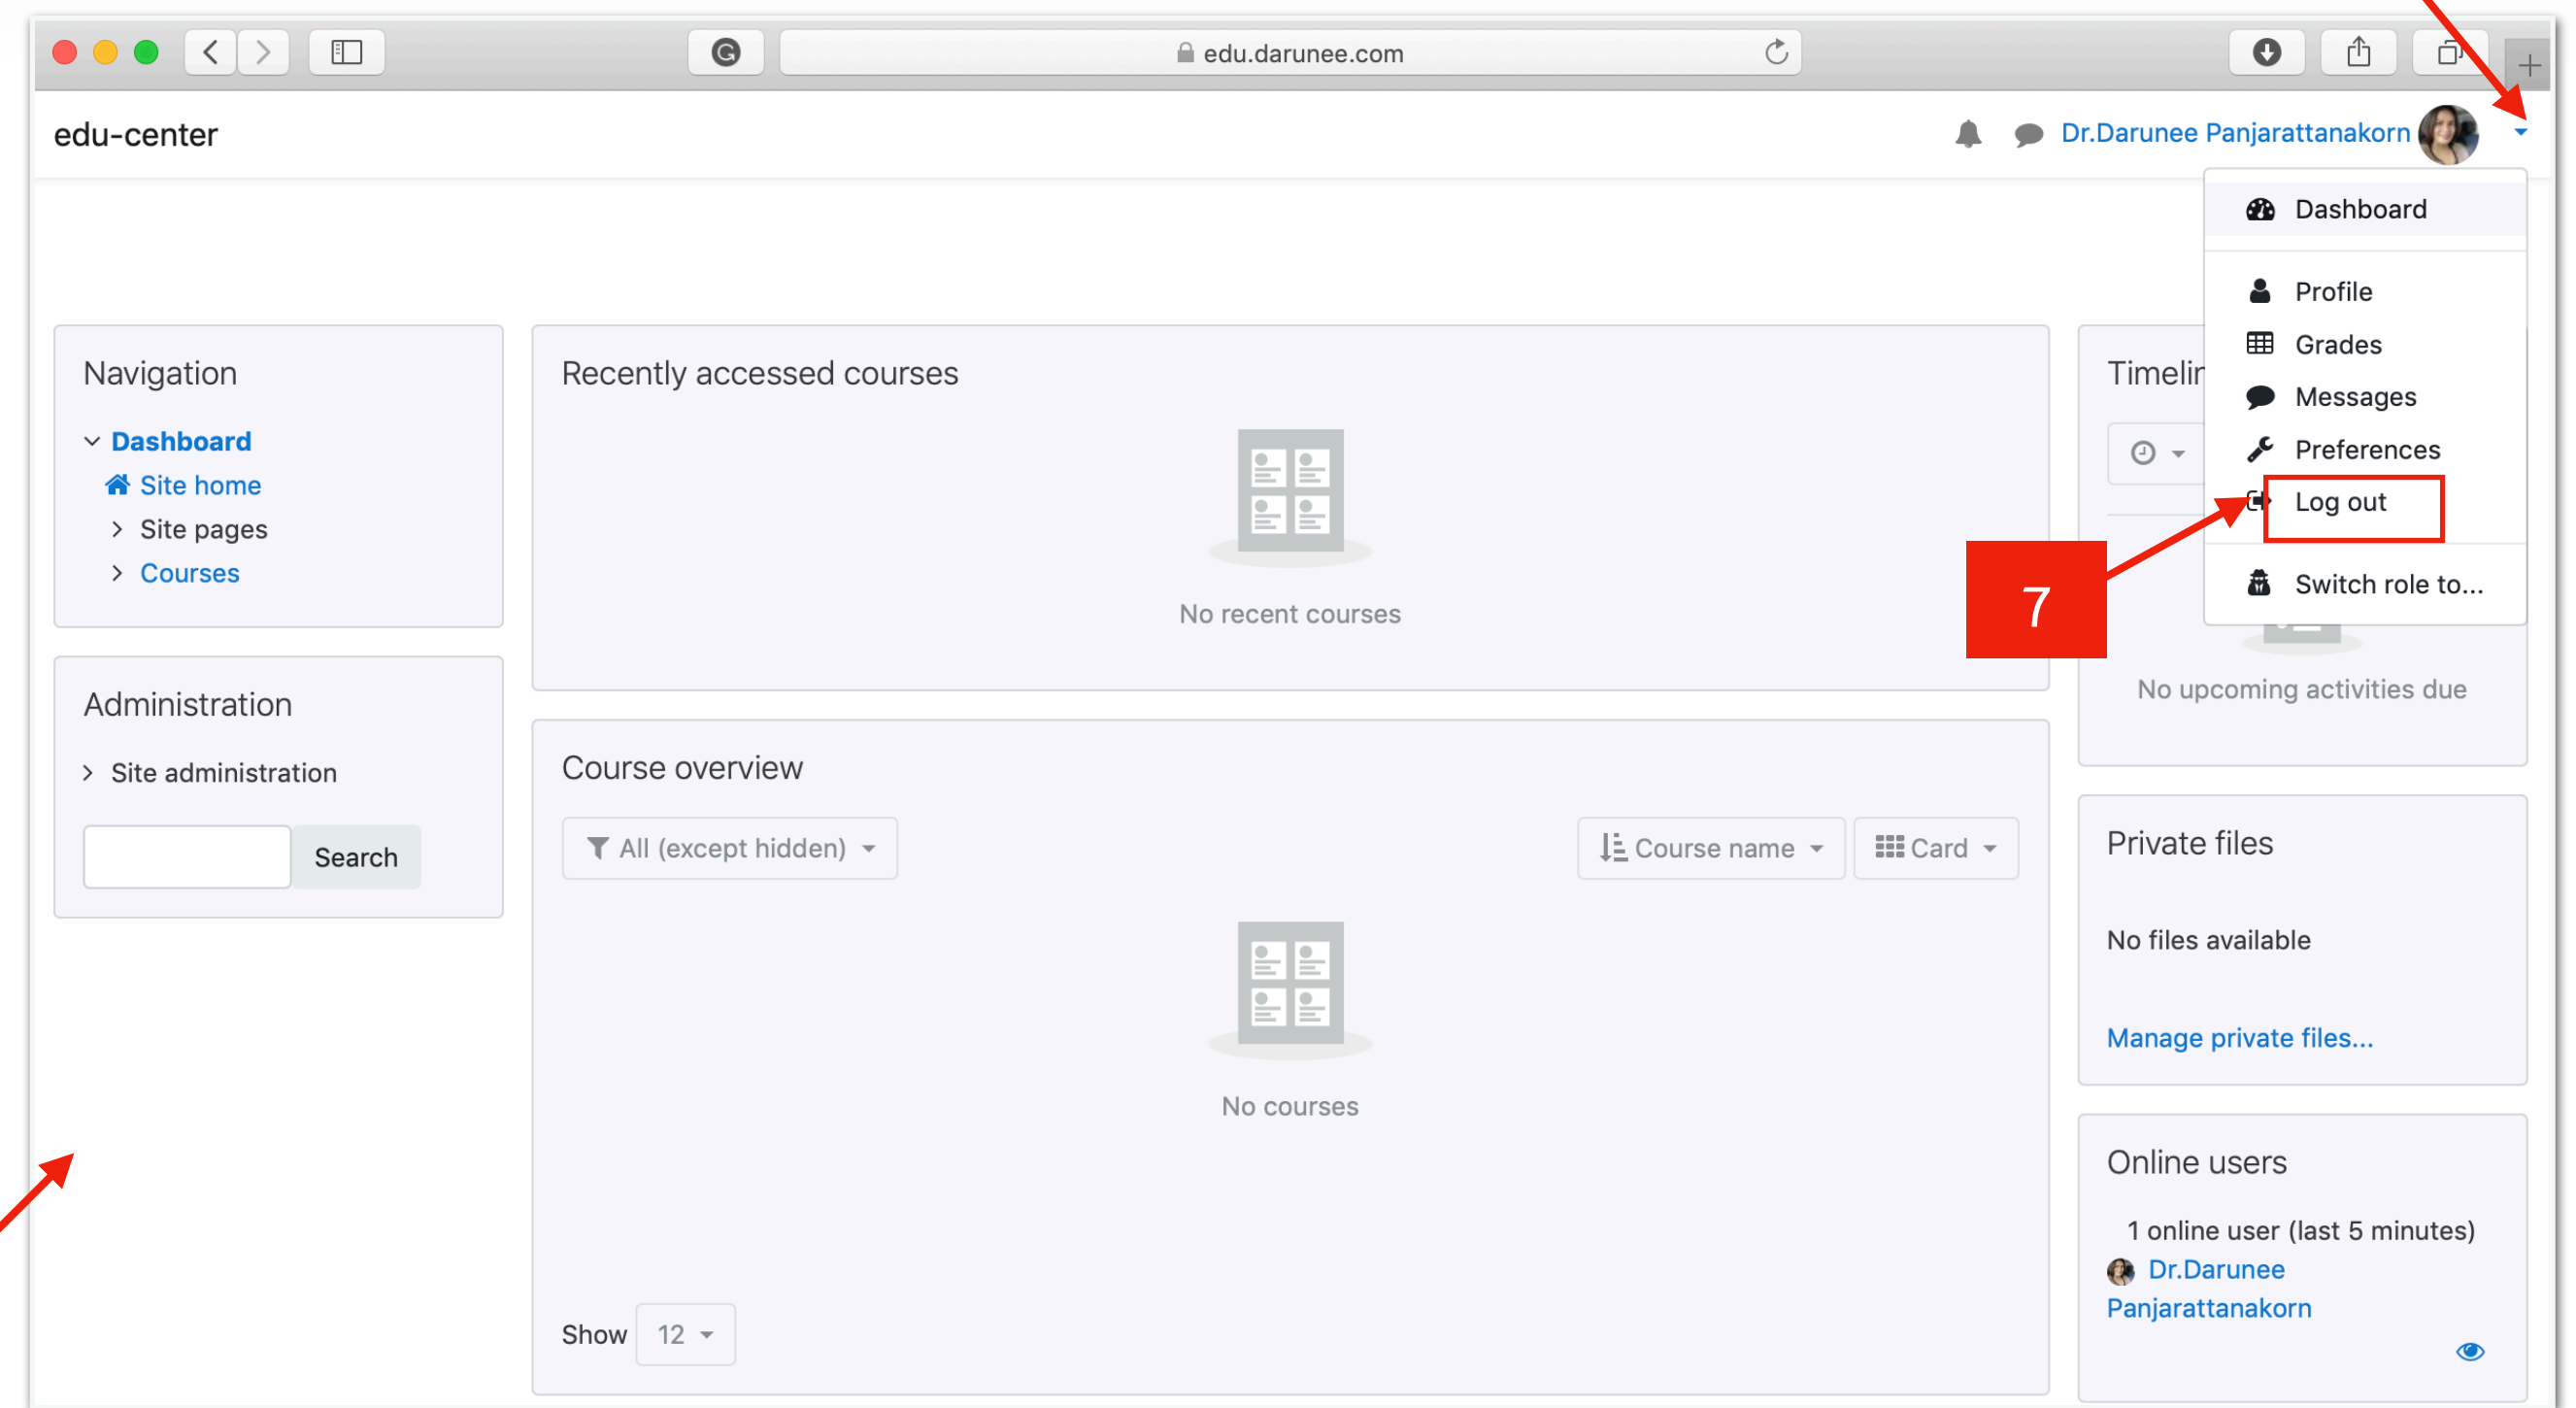 edu.darunee.com
edu-center
Dr.Darunee Panjarattanakorn
Dashboard
Profile
Grades
Messages
Preferences
Log out
Switch role to...
7
Navigation
Dashboard
Site home
Site pages
Courses
Administration
Site administration
Search
Recently accessed courses
No recent courses
Course overview
All (except hidden)
Course name
Card
No courses
Show 12
No upcoming activities due
Private files
No files available
Manage private files...
Online users
1 online user (last 5 minutes)
Dr.Darunee
Panjarattanakorn